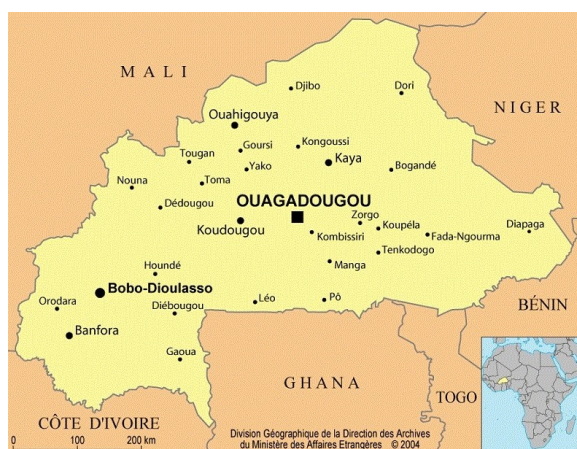 MALI
NIGER
Djibo
Dori
Ouahigouya
Goursi
Kongoussi
Tougan
Yako
Kaya
Bogandé
Nouna
Toma
OUAGADOUGOU
Dédougou
Koudougou
Zorgo
Koupéla
Diapaga
Kombissiri
Fada-Ngourma
Tenkodogo
Manga
Houndé
Bobo-Dioulasso
Orodara
Diébougou
Léo
Pô
BÉNIN
Banfora
Gaoua
GHANA
TOGO
CÔTE D'IVOIRE
0 100 200 km
Division Géographique de la Direction des Archives
du Ministère des Affaires Etrangères © 2004